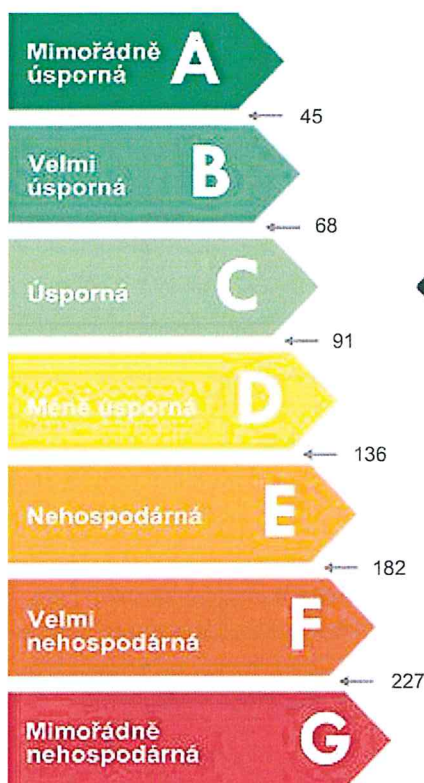 Mimořádně
úsporná
A
45
Velmi
úsporná
B
68
Úsporná
C
91
Méně úsporná
D
136
Nehospodárná
E
182
Velmi
nehospodárná
F
227
Mimořádně
nehospodárná
G